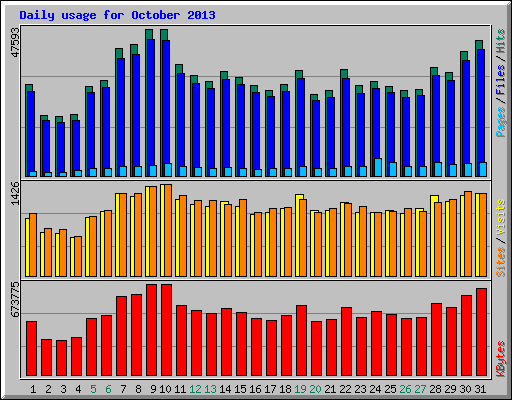 Daily usage for October 2013
47593
Pages / Files / Hits
1426
Sites / Visits
673775
KBytes
1 2 3 4 5 6 7 8 9 10 11 12 13 14 15 16 17 18 19 20 21 22 23 24 25 26 27 28 29 30 31